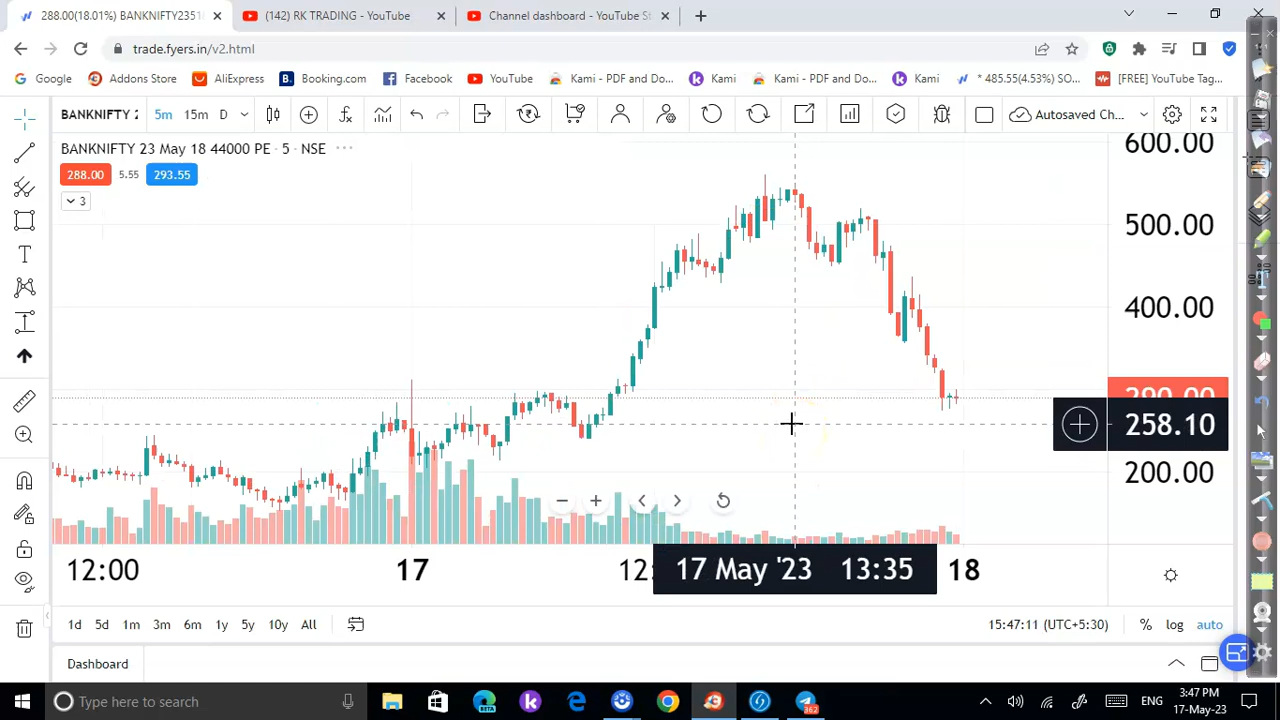 288.00(18.01%) BANKNIFTY2351
(142) RK TRADING - YouTube
Channel dashboard - YouTube S
trade.fyers.in/v2.html
Google
Addons Store
AliExpress
Booking.com
Facebook
YouTube
Kami - PDF and Do...
Kami
Kami - PDF and Do...
Kami
* 485.55(4.53%) SO...
[FREE] YouTube Tag...
BANKNIFTY 2
5m
15m
D
Autosaved Ch...
BANKNIFTY 23 May 18 44000 PE · 5 · NSE
288.00
5.55
293.55
3
600.00
500.00
400.00
258.10
200.00
12:00
17
17 May '23 13:35
18
1d
5d
1m
3m
6m
1y
5y
10y
All
15:47:11 (UTC+5:30)
%
log
auto
Dashboard
Type here to search
BETA
362
ENG
3:47 PM
17-May-23